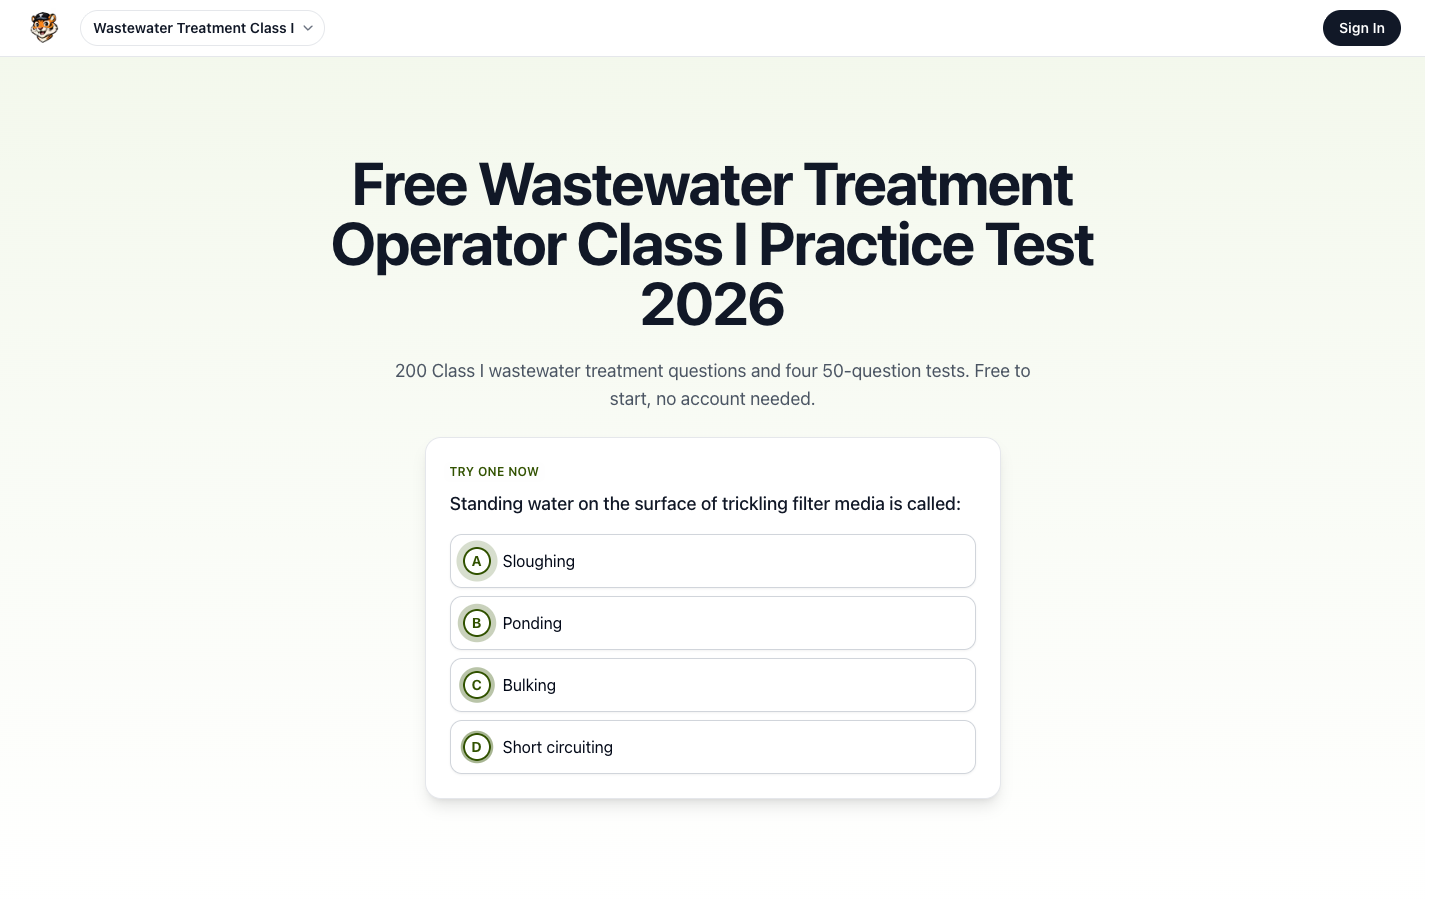 Wastewater Treatment Class I
Sign In
Free Wastewater Treatment
Operator Class I Practice Test
2026
200 Class I wastewater treatment questions and four 50-question tests. Free to
start, no account needed.
TRY ONE NOW
Standing water on the surface of trickling filter media is called:
A Sloughing
B Ponding
C Bulking
D Short circuiting